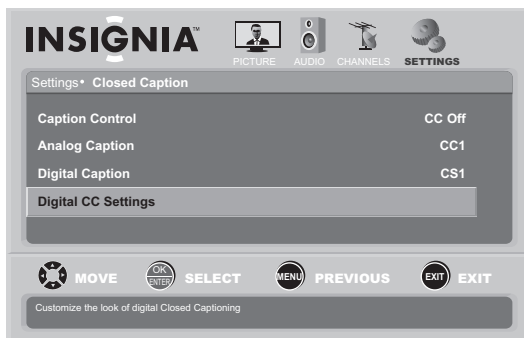 INSIGNIA™
PICTURE AUDIO CHANNELS SETTINGS
Settings• Closed Caption
Caption Control CC Off
Analog Caption CC1
Digital Caption CS1
Digital CC Settings
MOVE OK ENTER SELECT MENU PREVIOUS EXIT EXIT
Customize the look of digital Closed Captioning